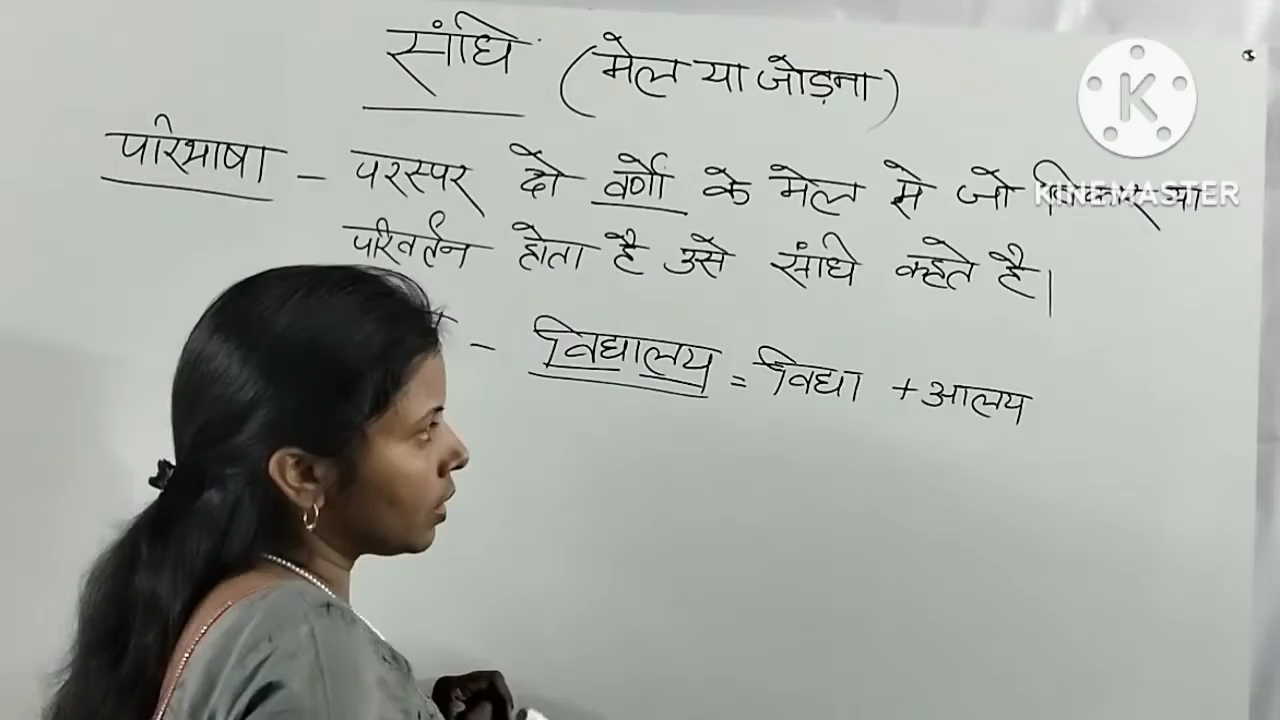 संधि (मेल या जोड़ना)
परिभाषा - परस्पर दो वर्णों के मेल से जो विकार या
परिवर्तन होता है उसे संधि कहते है।
- विद्यालय = विद्या + आलय
K
KINEMASTER